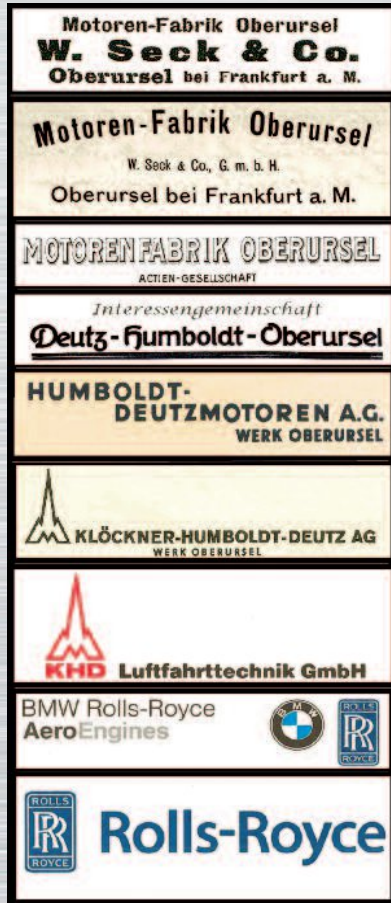 Motoren-Fabrik Oberursel
W. Seck & Co.
Oberursel bei Frankfurt a. M.
Motoren-Fabrik Oberursel
W. Seck & Co., G. m. b. H.
Oberursel bei Frankfurt a. M.
MOTORENFABRIK OBERURSEL
ACTIEN-GESELLSCHAFT
Interessengemeinschaft
Deutz-Humboldt-Oberursel
HUMBOLDT-
DEUTZMOTOREN A.G.
WERK OBERURSEL
KLÖCKNER-HUMBOLDT-DEUTZ AG
WERK OBERURSEL
KHD Luftfahrttechnik GmbH
BMW Rolls-Royce
AeroEngines
BMW
ROLLS
RR
ROYCE
ROLLS
RR
ROYCE
Rolls-Royce